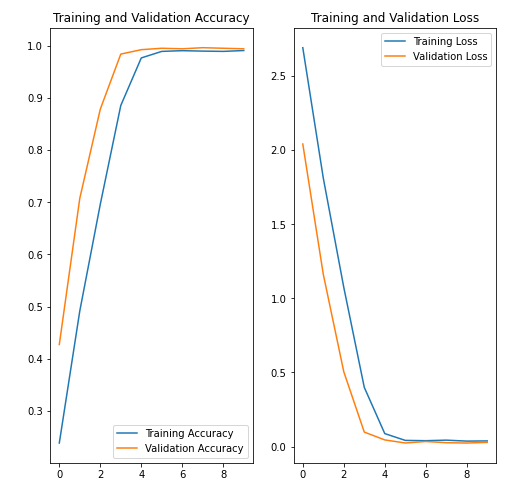 Training and Validation Accuracy
1.0
0.9
0.8
0.7
0.6
0.5
0.4
0.3
0 2 4 6 8
Training Accuracy
Validation Accuracy
Training and Validation Loss
2.5
2.0
1.5
1.0
0.5
0.0
0 2 4 6 8
Training Loss
Validation Loss